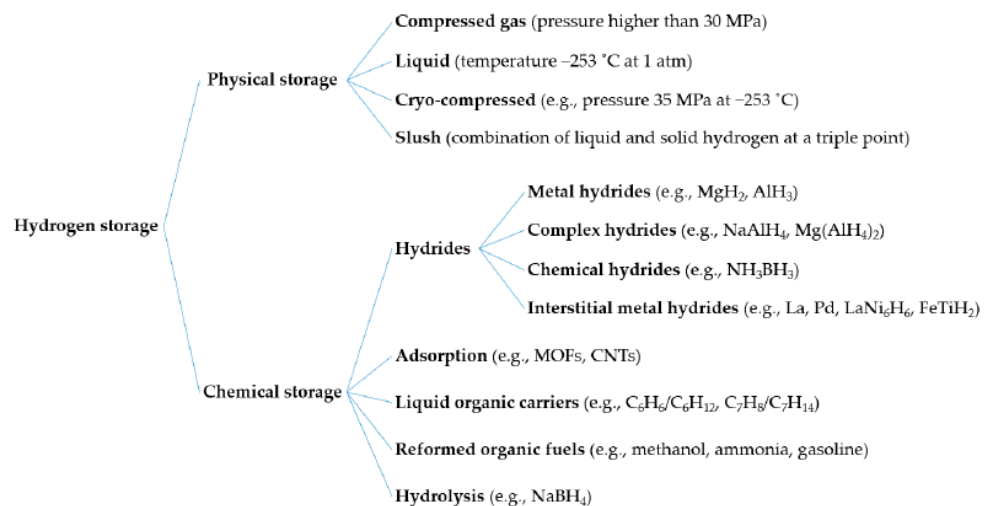 Compressed gas (pressure higher than 30 MPa)
Liquid (temperature –253 ˚C at 1 atm)
Physical storage
Cryo-compressed (e.g., pressure 35 MPa at –253 ˚C)
Slush (combination of liquid and solid hydrogen at a triple point)
Hydrogen storage
Metal hydrides (e.g., MgH₂, AlH₃)
Complex hydrides (e.g., NaAlH₄, Mg(AlH₄)₂)
Hydrides
Chemical hydrides (e.g., NH₃BH₃)
Interstitial metal hydrides (e.g., La, Pd, LaNi₆H₆, FeTiH₂)
Adsorption (e.g., MOFs, CNTs)
Chemical storage
Liquid organic carriers (e.g., C₆H₆/C₆H₁₂, C₇H₈/C₇H₁₄)
Reformed organic fuels (e.g., methanol, ammonia, gasoline)
Hydrolysis (e.g., NaBH₄)